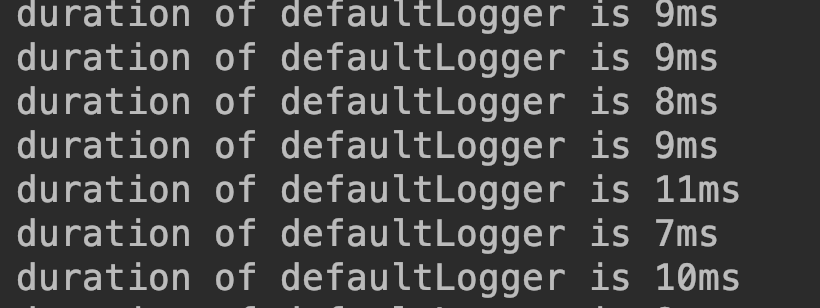 duration of defaultLogger is 9ms
duration of defaultLogger is 9ms
duration of defaultLogger is 8ms
duration of defaultLogger is 9ms
duration of defaultLogger is 11ms
duration of defaultLogger is 7ms
duration of defaultLogger is 10ms